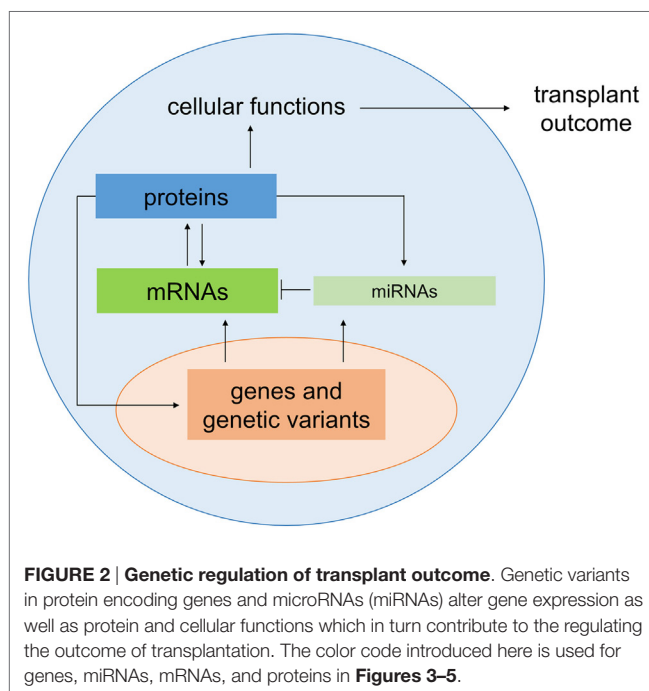 cellular functions
transplant
outcome
proteins
mRNAs
miRNAs
genes and
genetic variants
FIGURE 2 | Genetic regulation of transplant outcome. Genetic variants
in protein encoding genes and microRNAs (miRNAs) alter gene expression as
well as protein and cellular functions which in turn contribute to the regulating
the outcome of transplantation. The color code introduced here is used for
genes, miRNAs, mRNAs, and proteins in Figures 3–5.